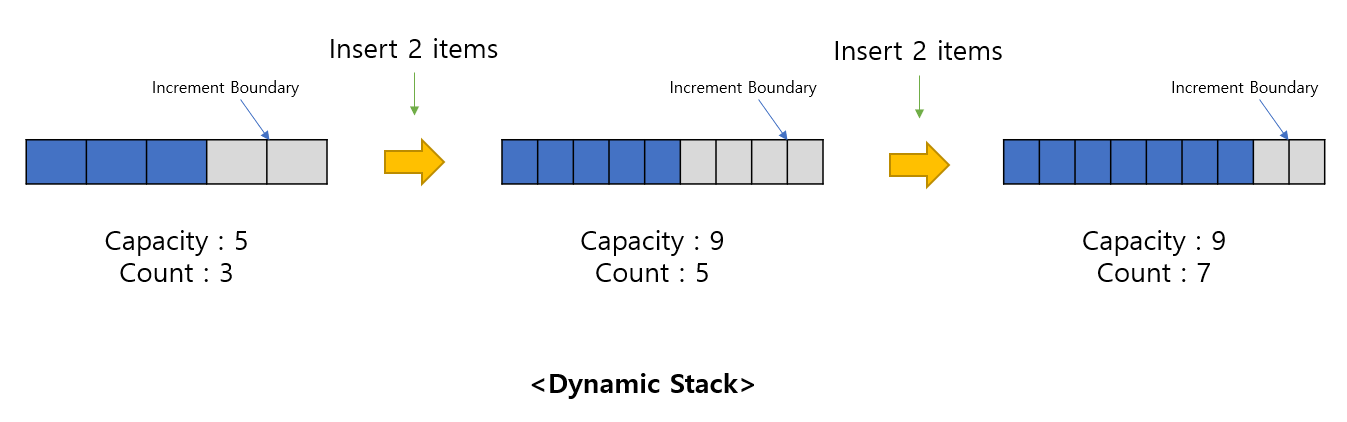 Insert 2 items
Insert 2 items
Increment Boundary
Increment Boundary
Increment Boundary
Capacity : 5
Count : 3
Capacity : 9
Count : 5
Capacity : 9
Count : 7
<Dynamic Stack>